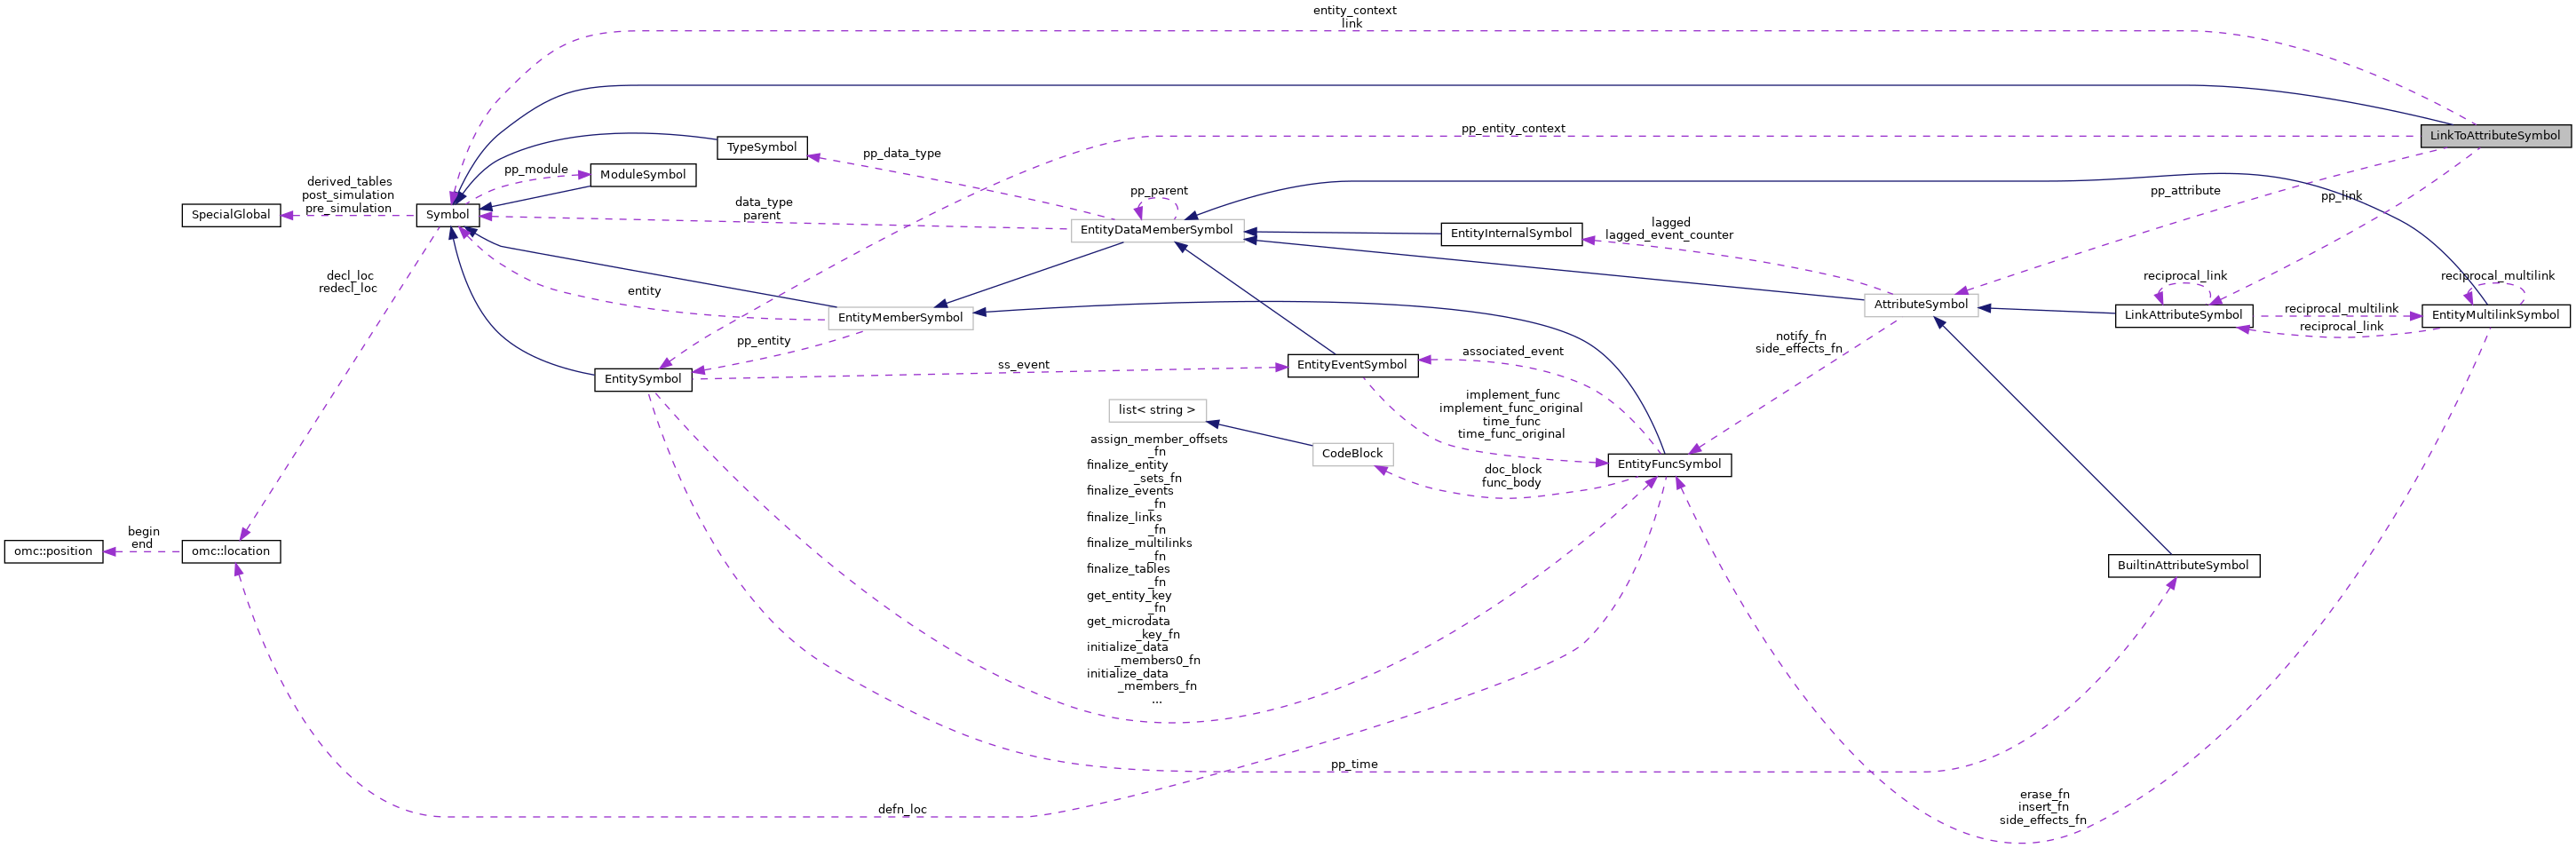 entity_context
link
LinkToAttributeSymbol
pp_entity_context
TypeSymbol
pp_data_type
pp_module
ModuleSymbol
derived_tables
post_simulation
pre_simulation
SpecialGlobal
Symbol
data_type
parent
pp_parent
EntityDataMemberSymbol
EntityInternalSymbol
lagged
lagged_event_counter
pp_attribute
pp_link
decl_loc
redecl_loc
entity
EntityMemberSymbol
pp_entity
AttributeSymbol
reciprocal_link
LinkAttributeSymbol
reciprocal_multilink
reciprocal_link
reciprocal_multilink
EntityMultilinkSymbol
notify_fn
side_effects_fn
EntitySymbol
ss_event
EntityEventSymbol
associated_event
list< string >
implement_func
implement_func_original
time_func
time_func_original
CodeBlock
doc_block
func_body
EntityFuncSymbol
assign_member_offsets
_fn
finalize_entity
_sets_fn
finalize_events
_fn
finalize_links
_fn
finalize_multilinks
_fn
finalize_tables
_fn
get_entity_key
_fn
get_microdata
_key_fn
initialize_data
_members0_fn
initialize_data
_members_fn
...
omc::position
begin
end
omc::location
BuiltinAttributeSymbol
pp_time
defn_loc
erase_fn
insert_fn
side_effects_fn